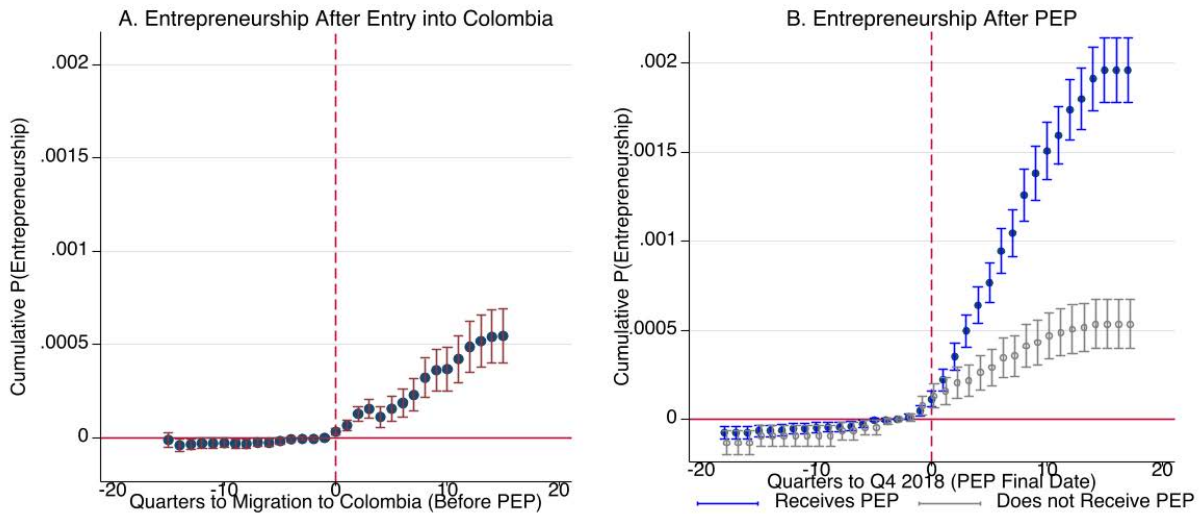 A. Entrepreneurship After Entry into Colombia
Cumulative P(Entrepreneurship)
.002
.0015
.001
.0005
0
-20
-10
0
10
20
Quarters to Migration to Colombia (Before PEP)
B. Entrepreneurship After PEP
Cumulative P(Entrepreneurship)
.002
.0015
.001
.0005
0
-20
-10
0
10
20
Quarters to Q4 2018 (PEP Final Date)
Receives PEP
Does not Receive PEP